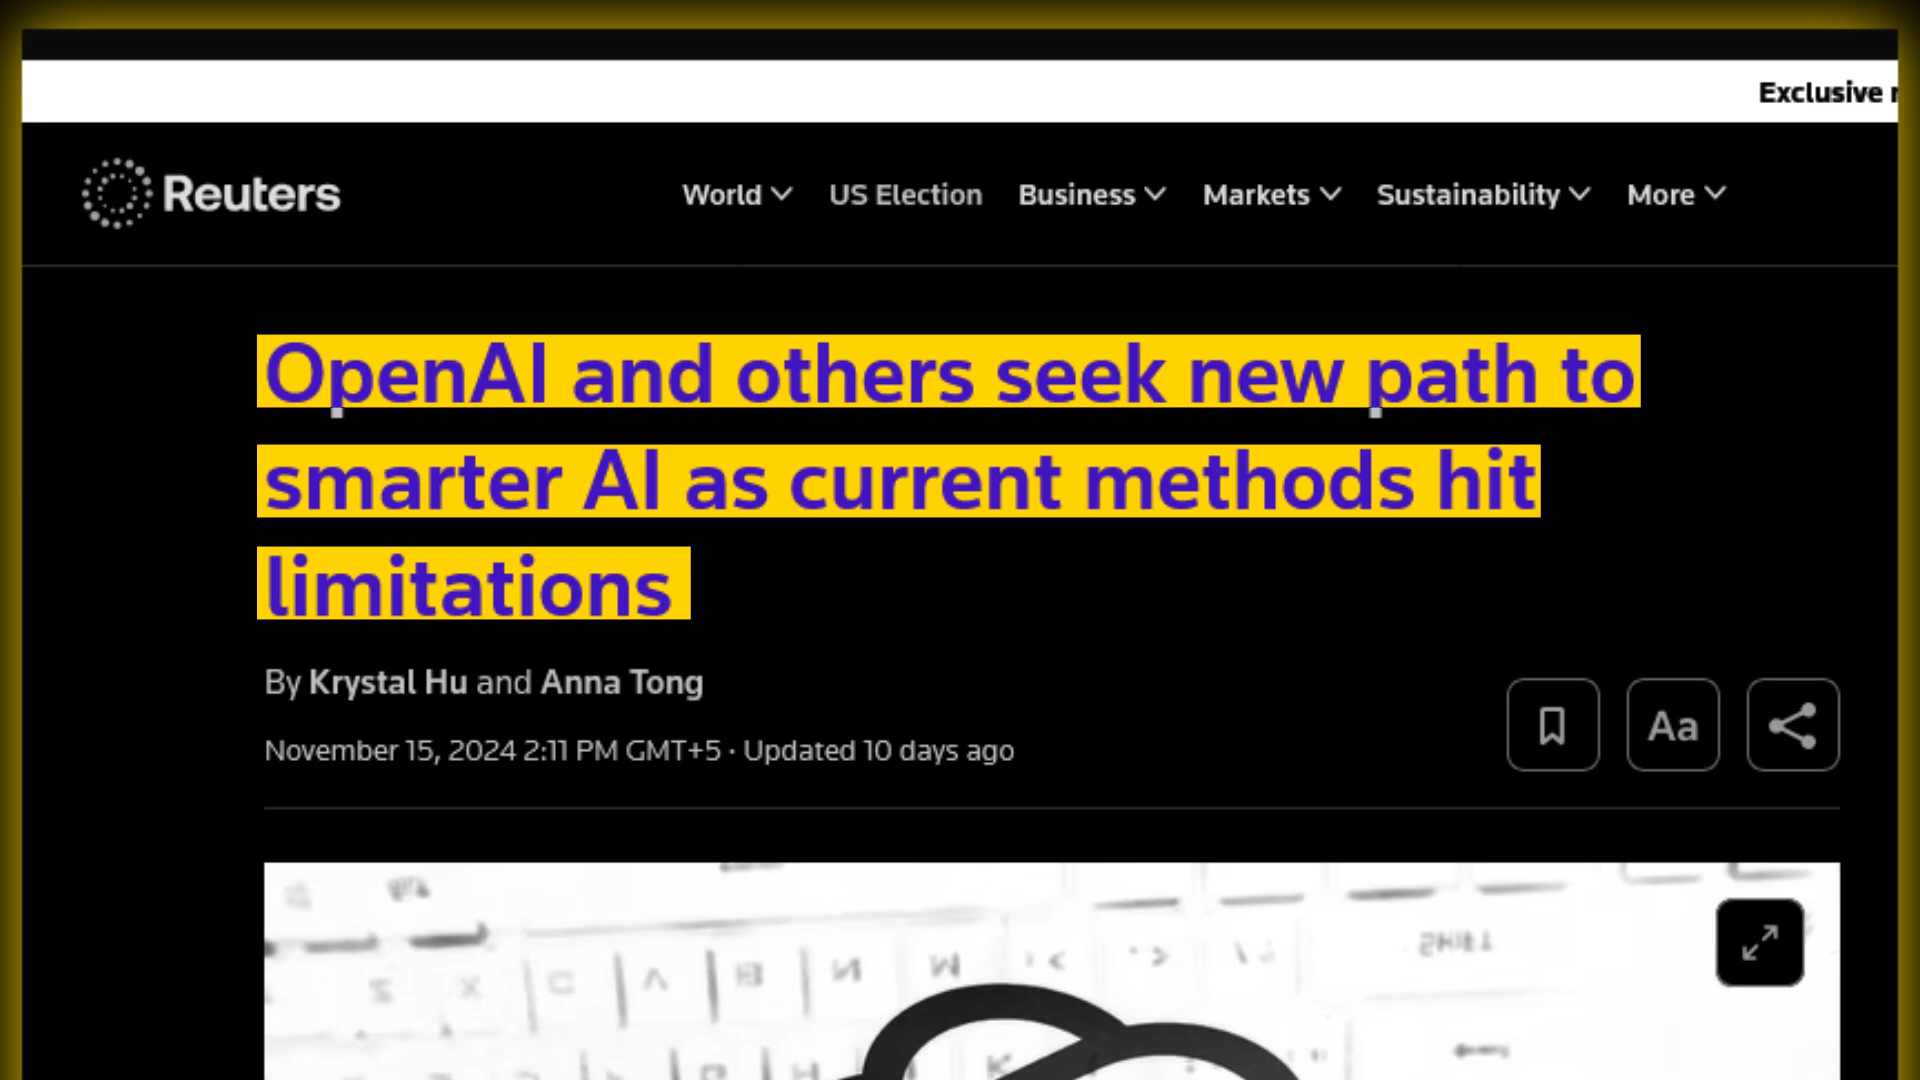 Exclusive
Reuters
World US Election Business Markets Sustainability More
OpenAI and others seek new path to
smarter AI as current methods hit
limitations
By Krystal Hu and Anna Tong
November 15, 2024 2:11 PM GMT+5 · Updated 10 days ago
Aa
SHIFT
Z X C V B N M